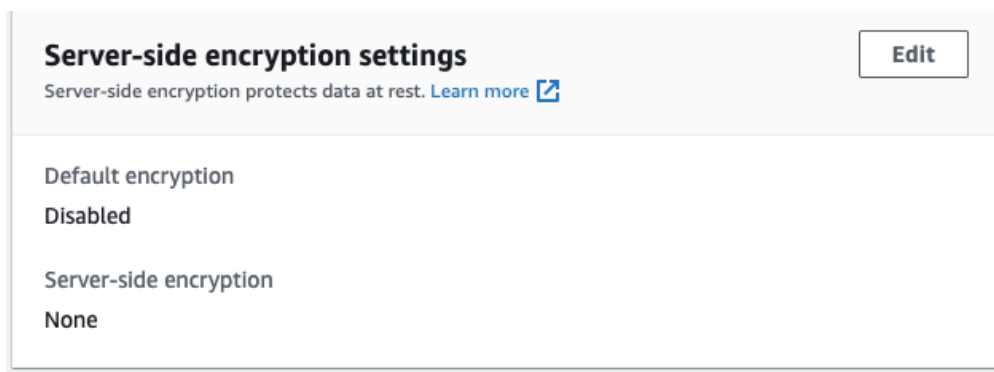 Server-side encryption settings
Edit
Server-side encryption protects data at rest. Learn more
Default encryption
Disabled
Server-side encryption
None